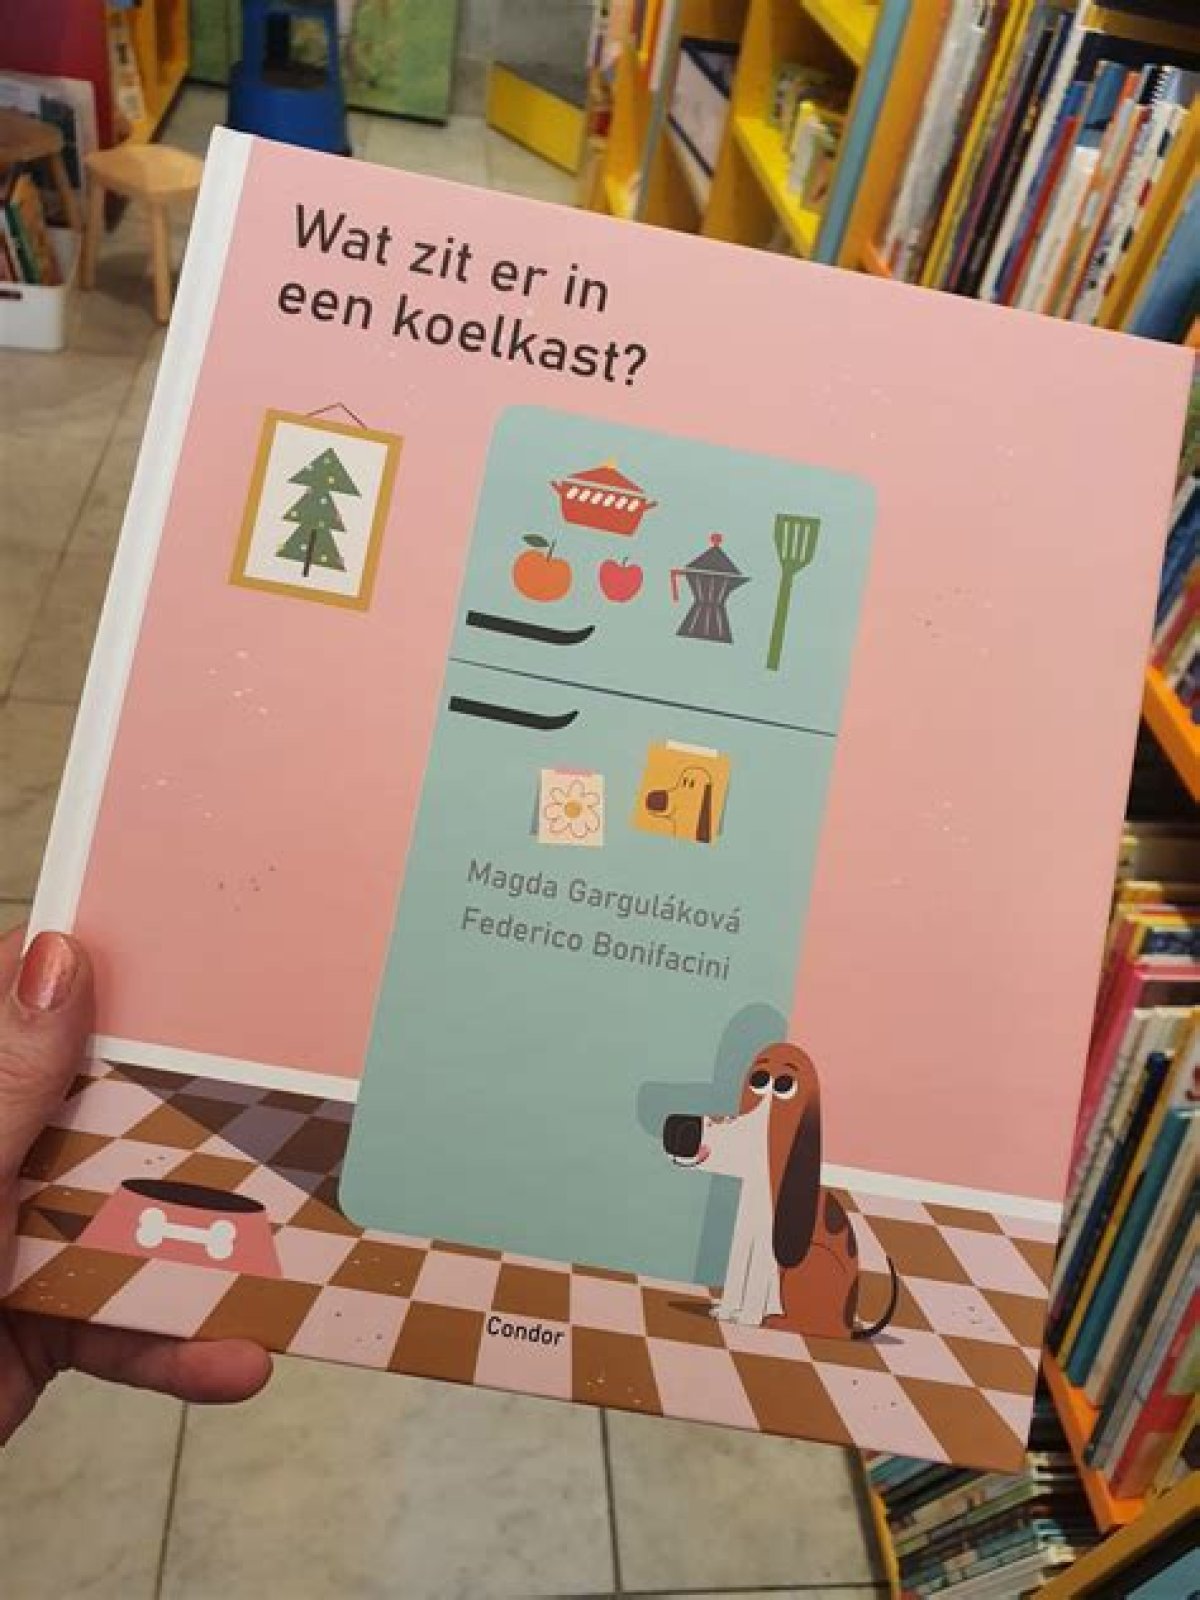 Wat zit er in
een koelkast?
Magda Garguláková
Federico Bonifacini
Condor